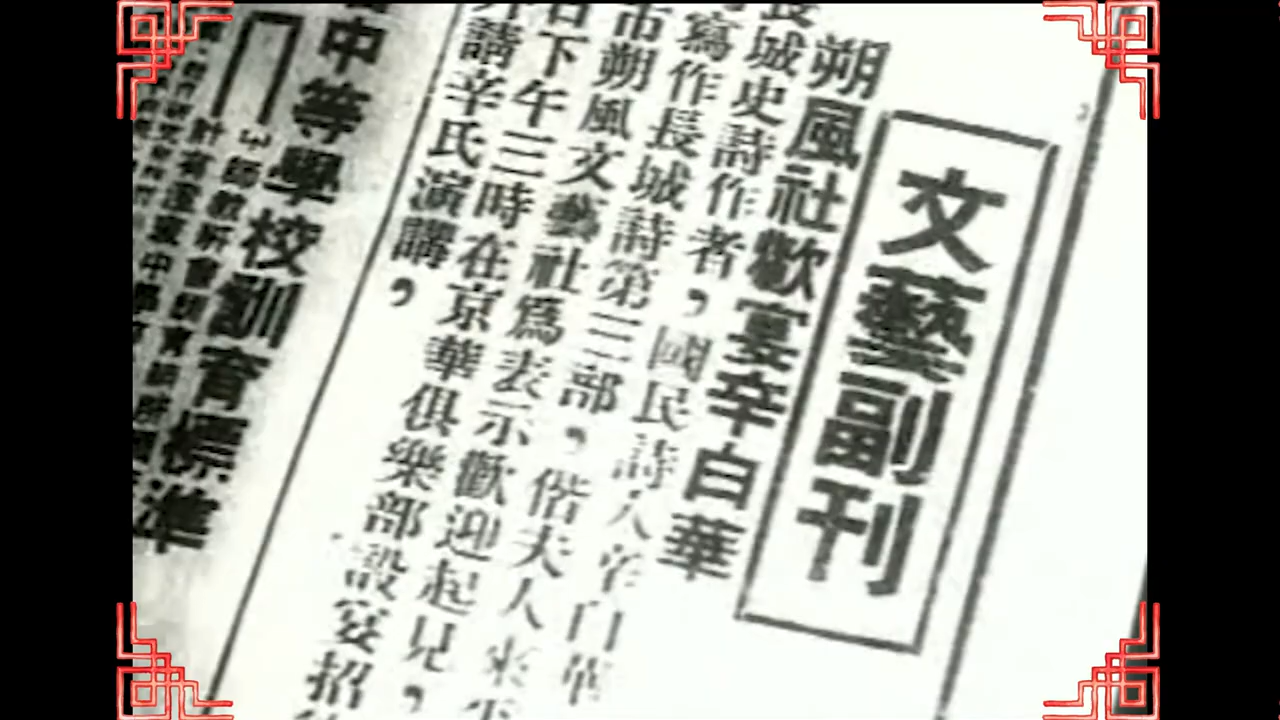 文藝副刊
朔風社歡宴辛白華
長城史詩作者，國民詩人辛白華
寫作長城詩第三部，偕夫人來
市朔風文藝社爲表示歡迎起見，
下午三時在京華俱樂部設宴招
請辛氏演講，
中等學校訓育標準